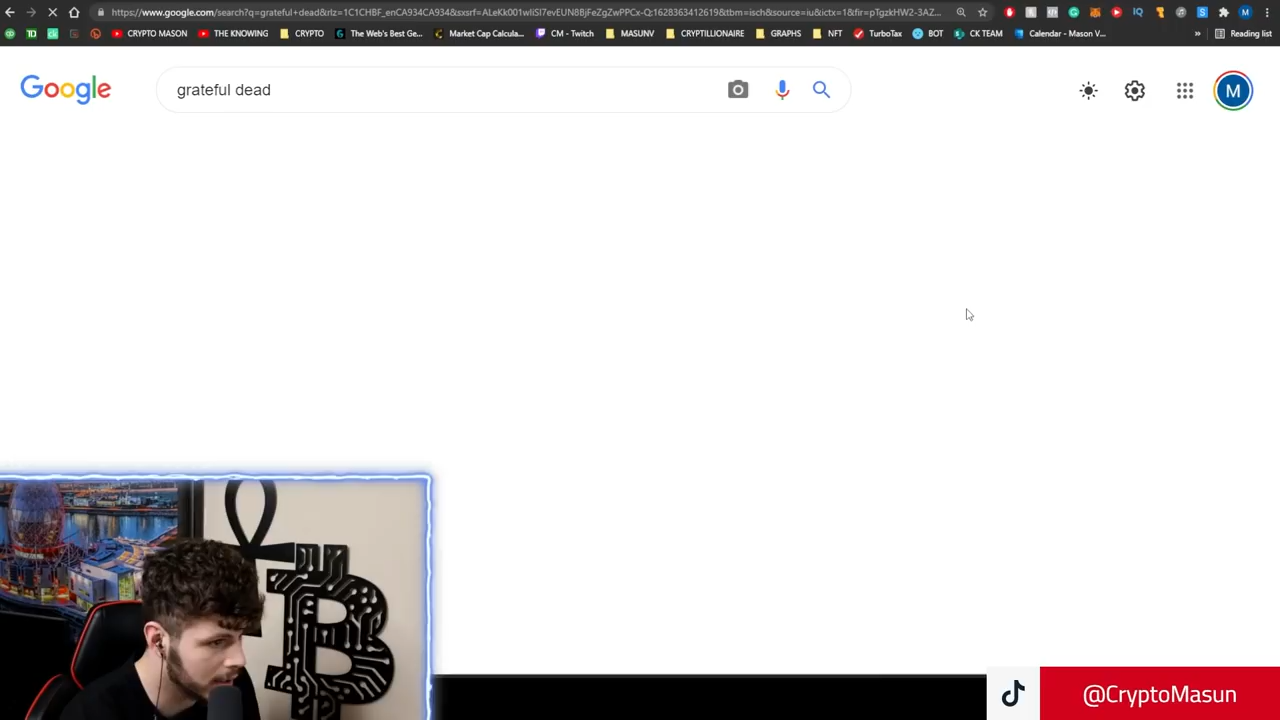 https://www.google.com/search?q=grateful+dead&rlz=1C1CHBF_enCA934CA934&sxsrf=ALeKk001wIiSI7evEUN88jFeZgZwPPCx-Q:1628363412619&tbm=isch&source=iu&ictx=1&fir=pTgzkHW2-3AZ...
CRYPTO MASON THE KNOWING CRYPTO The Web's Best Ge... Market Cap Calcula... CM - Twitch MASUNV CRYPTILLIONAIRE GRAPHS NFT TurboTax BOT CK TEAM Calendar - Mason V... » Reading list
Google grateful dead M
@CryptoMasun